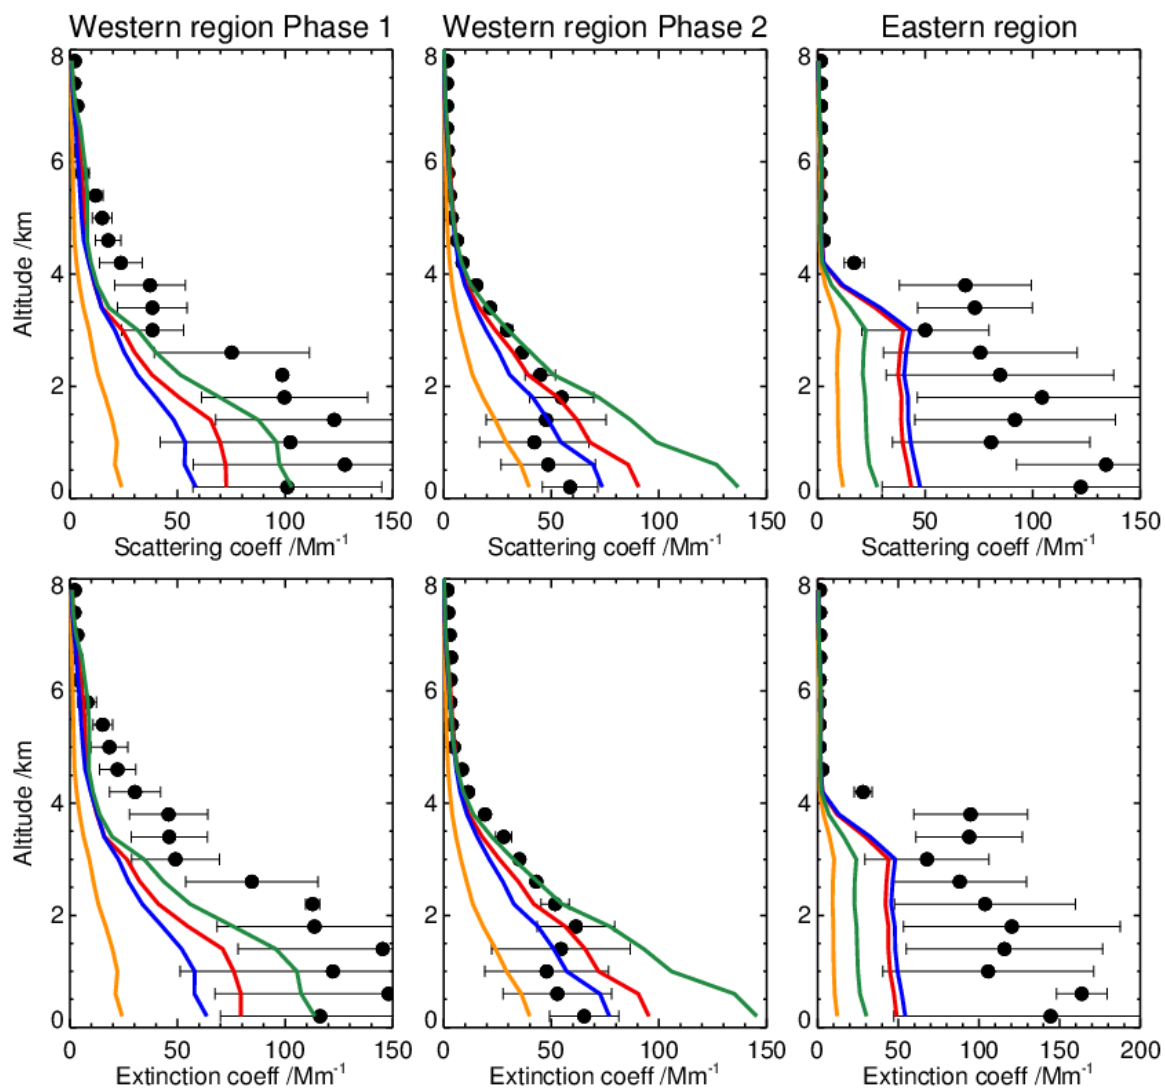 Western region Phase 1 Western region Phase 2 Eastern region
8 8 8
6 6 6
Altitude /km
4 4 4
2 2 2
0 0 0
0 50 100 150 0 50 100 150 0 50 100 150
Scattering coeff /Mm⁻¹ Scattering coeff /Mm⁻¹ Scattering coeff /Mm⁻¹
8 8 8
6 6 6
Altitude /km
4 4 4
2 2 2
0 0 0
0 50 100 150 0 50 100 150 0 50 100 150 200
Extinction coeff /Mm⁻¹ Extinction coeff /Mm⁻¹ Extinction coeff /Mm⁻¹